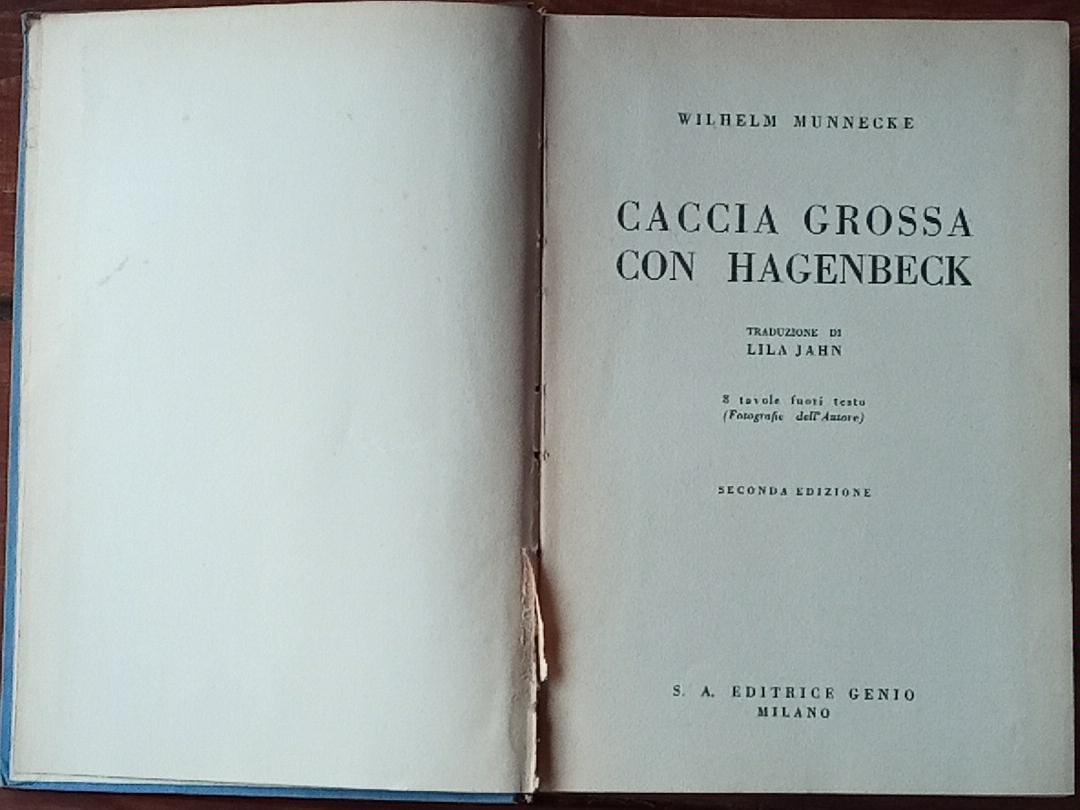 WILHELM MUNNECKE
CACCIA GROSSA
CON HAGENBECK
TRADUZIONE DI
LILA JAHN
8 tavole fuori testo
(Fotografie dell'Autore)
SECONDA EDIZIONE
S. A. EDITRICE GENIO
MILANO